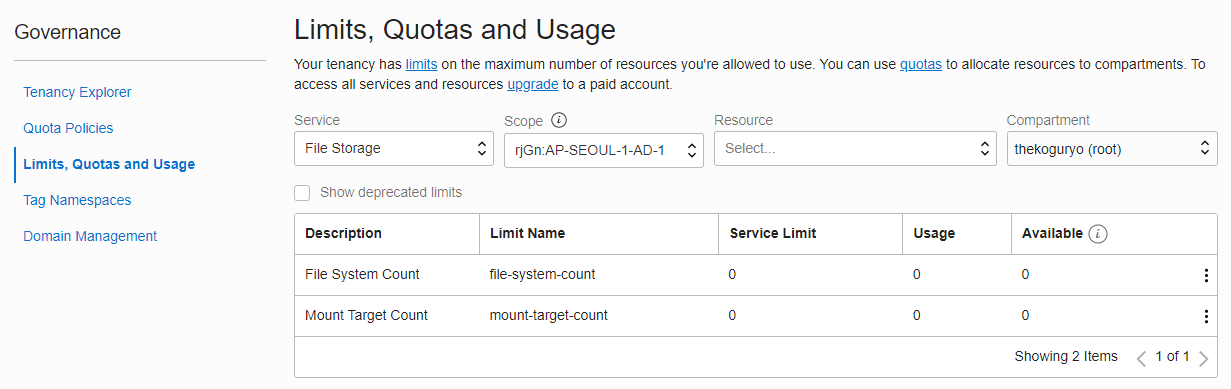 Governance
Tenancy Explorer
Quota Policies
Limits, Quotas and Usage
Tag Namespaces
Domain Management
Limits, Quotas and Usage
Your tenancy has limits on the maximum number of resources you're allowed to use. You can use quotas to allocate resources to compartments. To
access all services and resources upgrade to a paid account.
Service Scope Resource Compartment
File Storage rjGn:AP-SEOUL-1-AD-1 Select... thekoguryo (root)
Show deprecated limits
Description Limit Name Service Limit Usage Available
File System Count file-system-count 0 0 0
Mount Target Count mount-target-count 0 0 0
Showing 2 Items 1 of 1